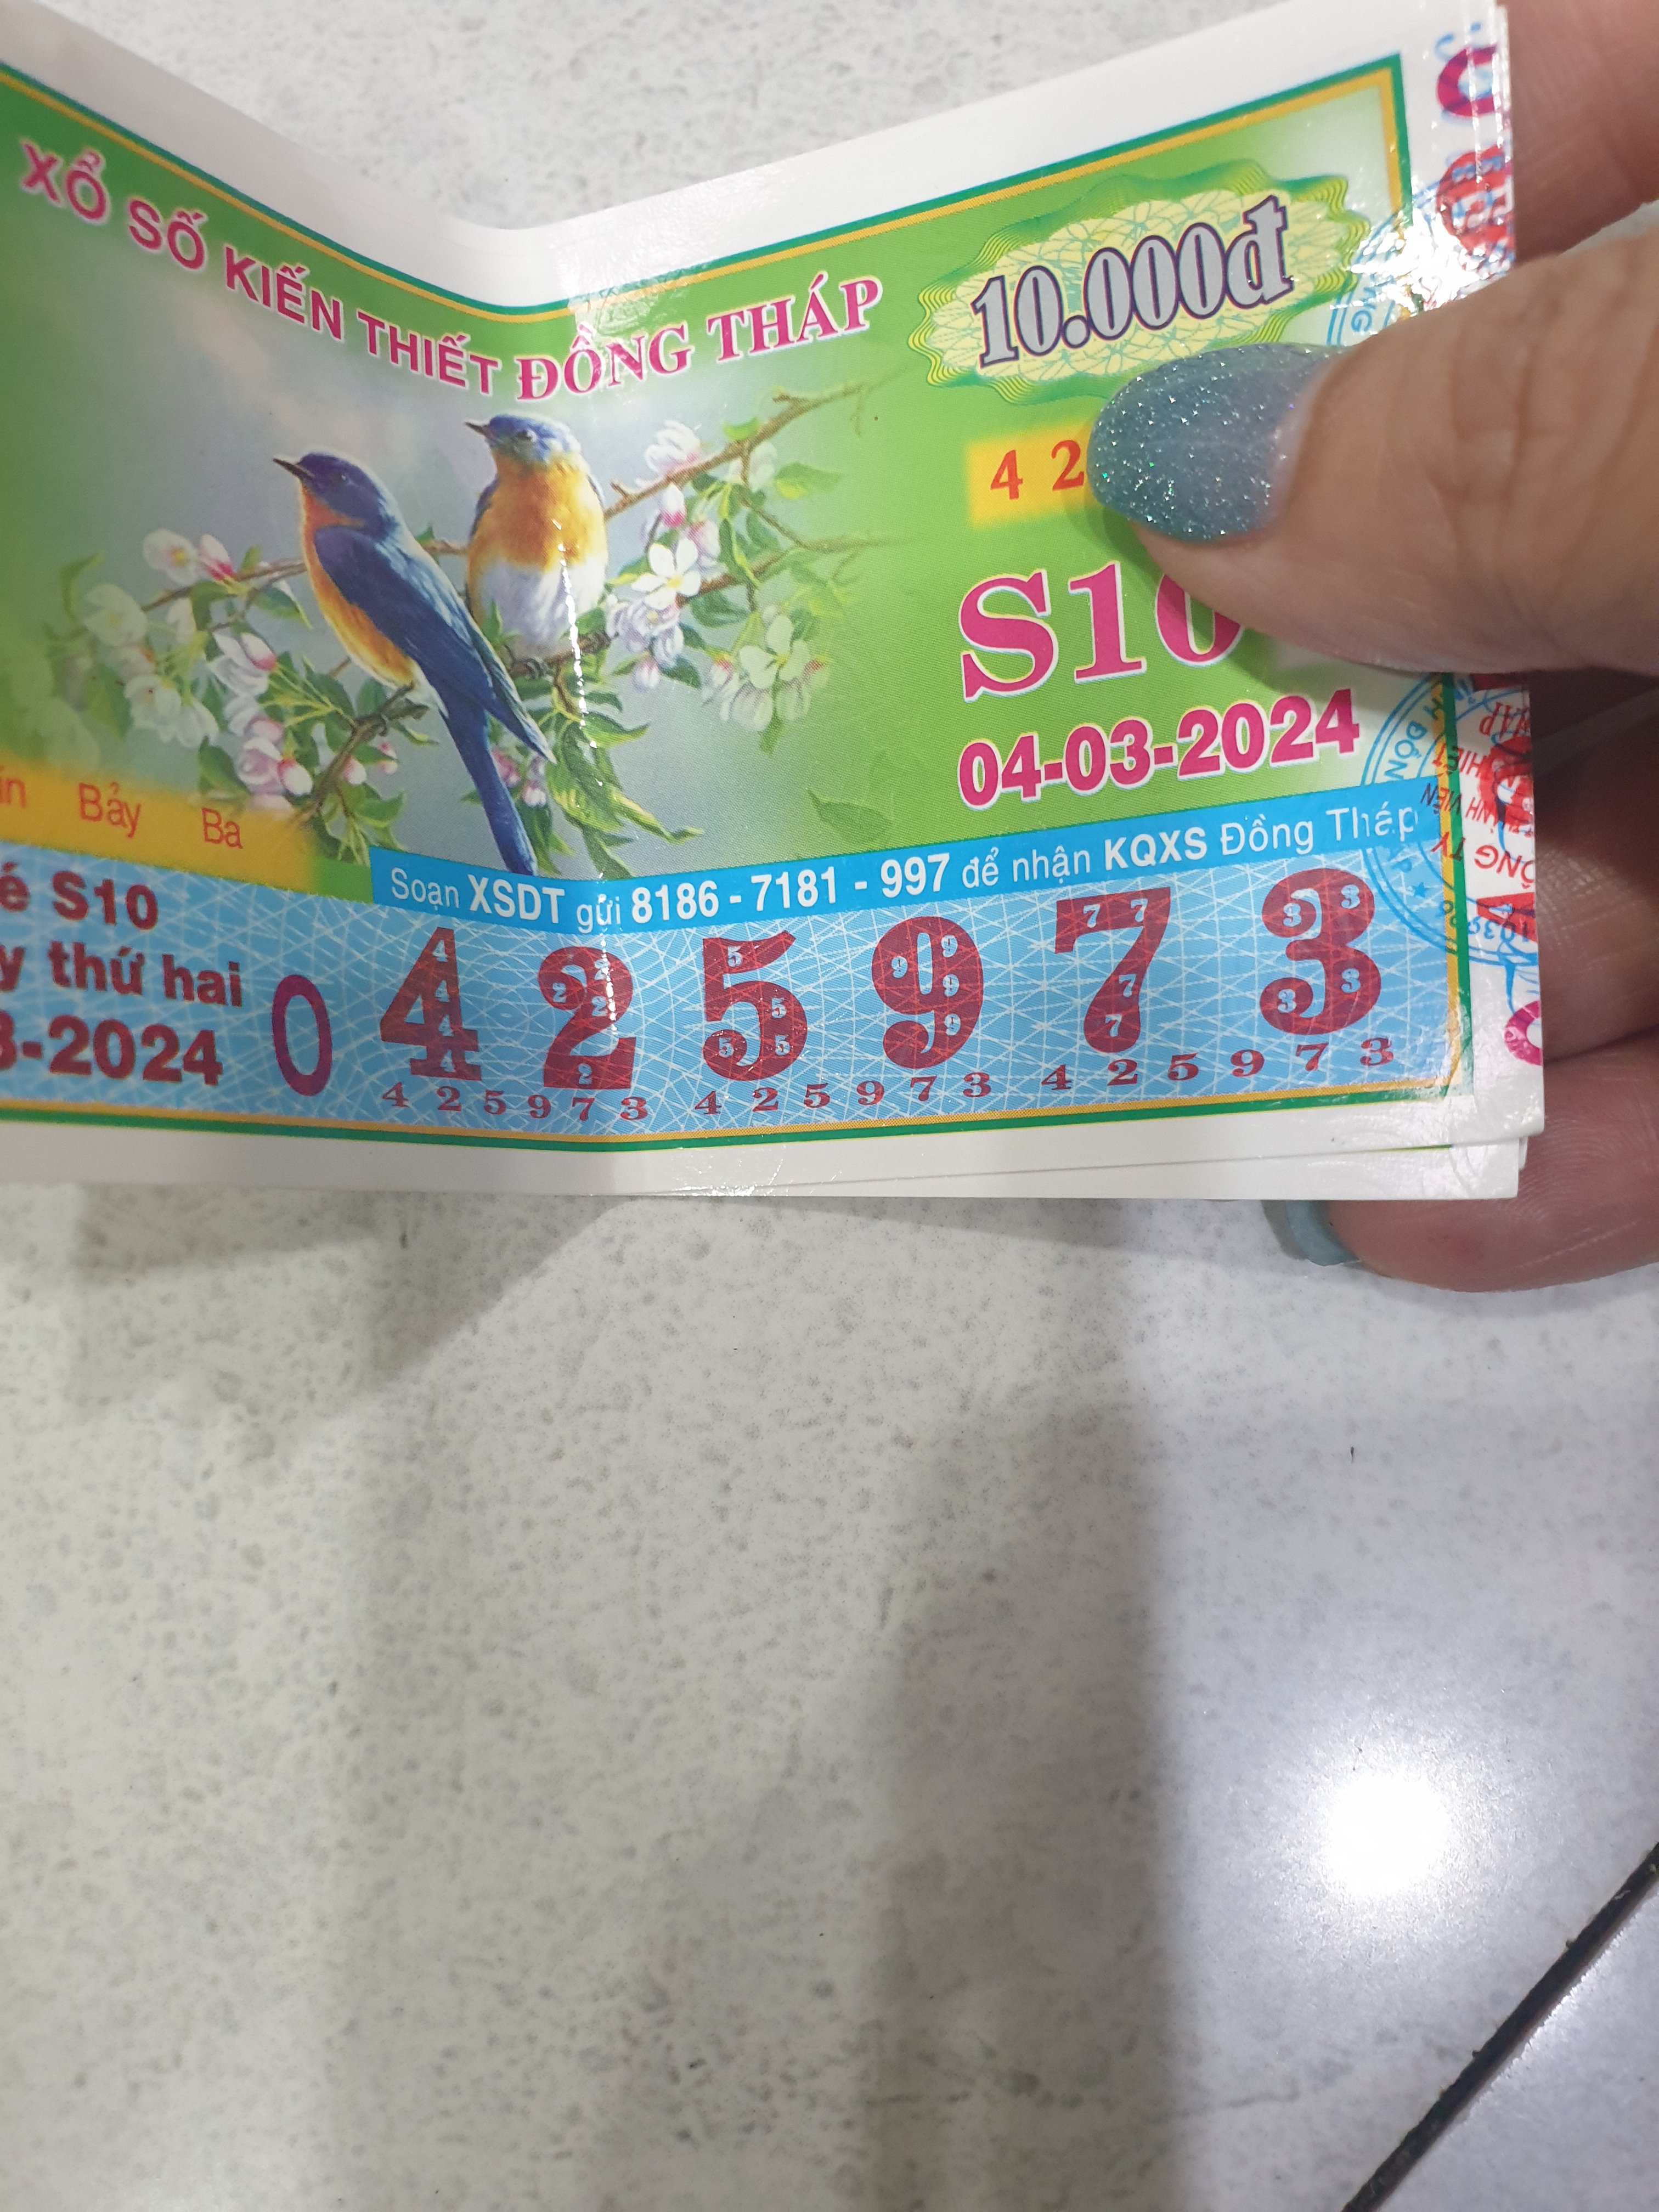 XỔ SỐ KIẾN THIẾT ĐỒNG THÁP
10.000đ
4 2
S10
04-03-2024
Bảy Ba
Soạn XSDT gửi 8186 - 7181 - 997 để nhận KQXS Đồng Tháp
S10
thứ hai
3-2024
0 4 2 5 9 7 3
4 2 5 9 7 3 4 2 5 9 7 3 4 2 5 9 7 3